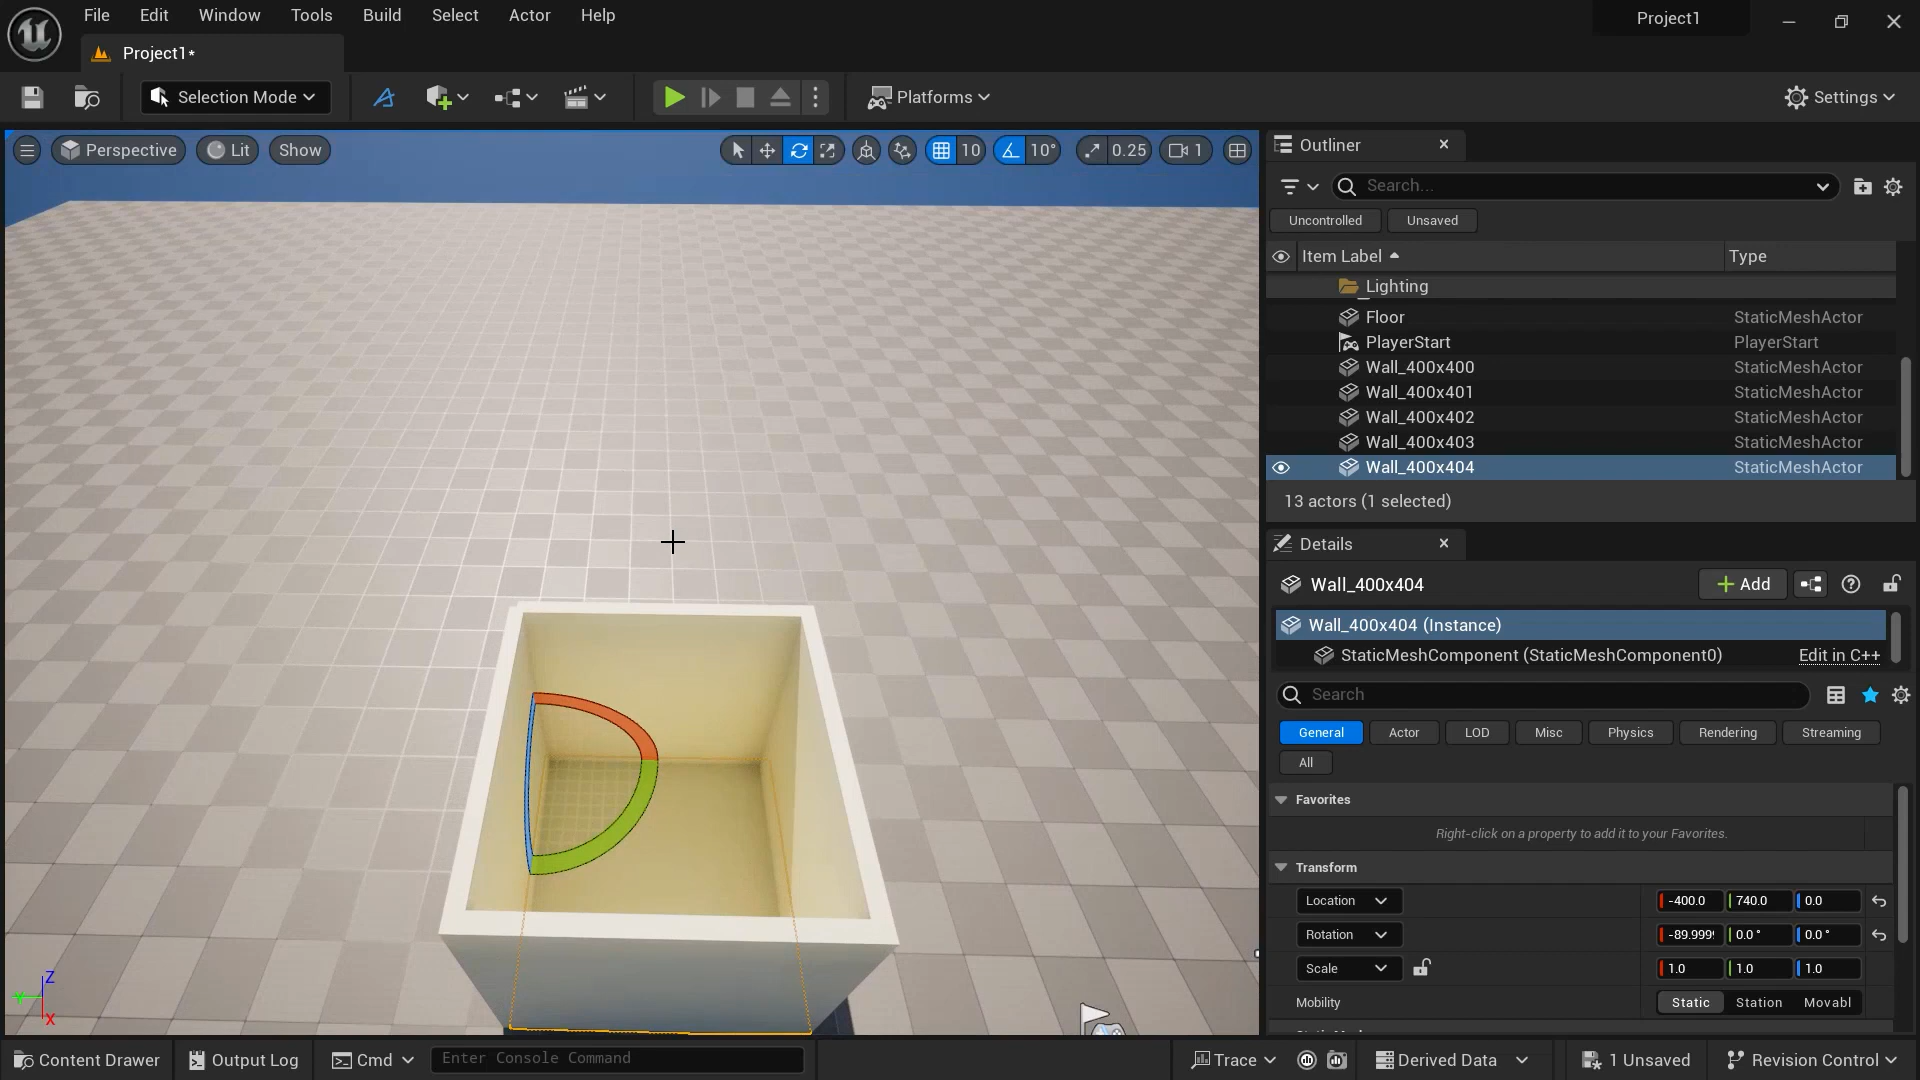 File Edit Window Tools Build Select Actor Help
Project1
Project1*
Selection Mode
Platforms
Settings
Perspective Lit Show
10 10° 0.25 1
Outliner
Search...
Uncontrolled Unsaved
Item Label Type
Lighting
Floor StaticMeshActor
PlayerStart PlayerStart
Wall_400x400 StaticMeshActor
Wall_400x401 StaticMeshActor
Wall_400x402 StaticMeshActor
Wall_400x403 StaticMeshActor
Wall_400x404 StaticMeshActor
13 actors (1 selected)
Details
Wall_400x404 Add
Wall_400x404 (Instance)
StaticMeshComponent (StaticMeshComponent0) Edit in C++
Search
General Actor LOD Misc Physics Rendering Streaming
All
Favorites
Right-click on a property to add it to your Favorites.
Transform
Location -400.0 740.0 0.0
Rotation -89.999 0.0 ° 0.0 °
Scale 1.0 1.0 1.0
Mobility Static Station Movabl
Z
Y
X
Content Drawer Output Log Cmd Enter Console Command Trace Derived Data 1 Unsaved Revision Control